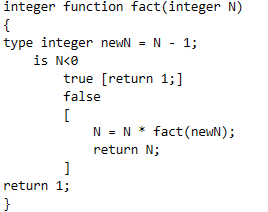 integer function fact(integer N)
{
type integer newN = N - 1;
    is N<0
        true [return 1;]
        false
        [
            N = N * fact(newN);
            return N;
        ]
return 1;
}